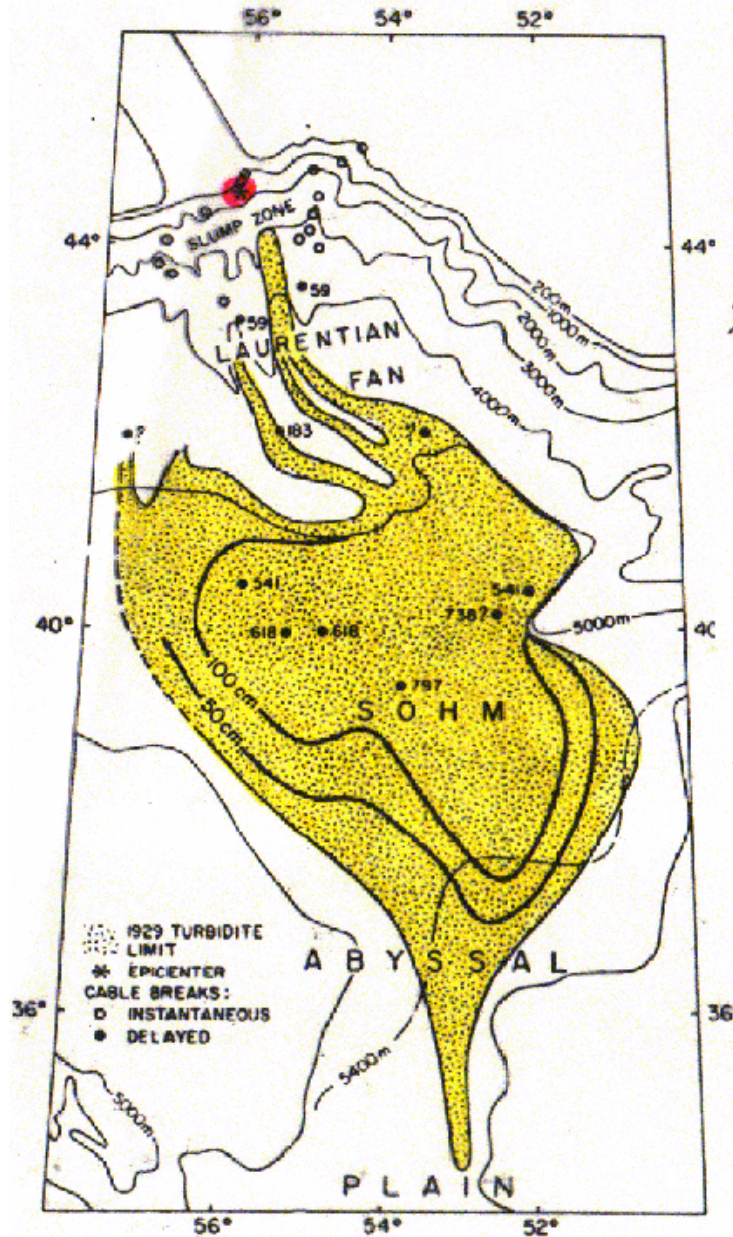 56°
54°
52°
SLUMP ZONE
44°
44°
59
200m
1000m
59
2000m
LAURENTIAN
3000m
FAN
4000m
?
183
?
541
541
738?
40°
618
618
5000m
40
100 cm
797
50cm
SOHM
1929 TURBIDITE
LIMIT
EPICENTER
CABLE BREAKS:
INSTANTANEOUS
DELAYED
ABYSSAL
36°
36
5400m
5000m
PLAIN
56°
54°
52°